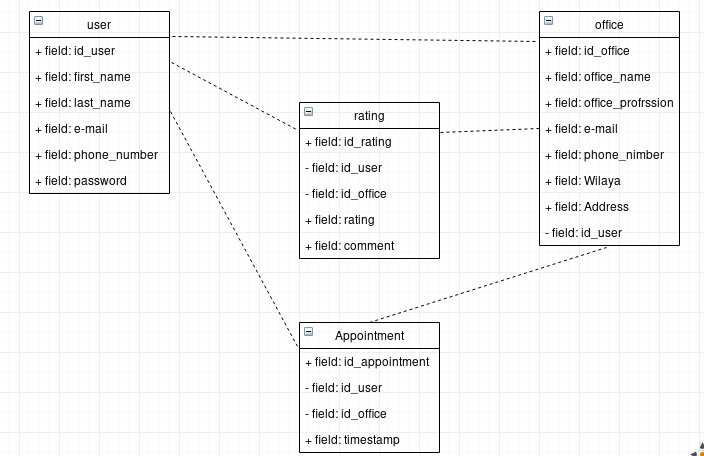 user
+ field: id_user
+ field: first_name
+ field: last_name
+ field: e-mail
+ field: phone_number
+ field: password
rating
+ field: id_rating
- field: id_user
- field: id_office
+ field: rating
+ field: comment
office
+ field: id_office
+ field: office_name
+ field: office_profrssion
+ field: e-mail
+ field: phone_nimber
+ field: Wilaya
+ field: Address
- field: id_user
Appointment
+ field: id_appointment
- field: id_user
- field: id_office
+ field: timestamp